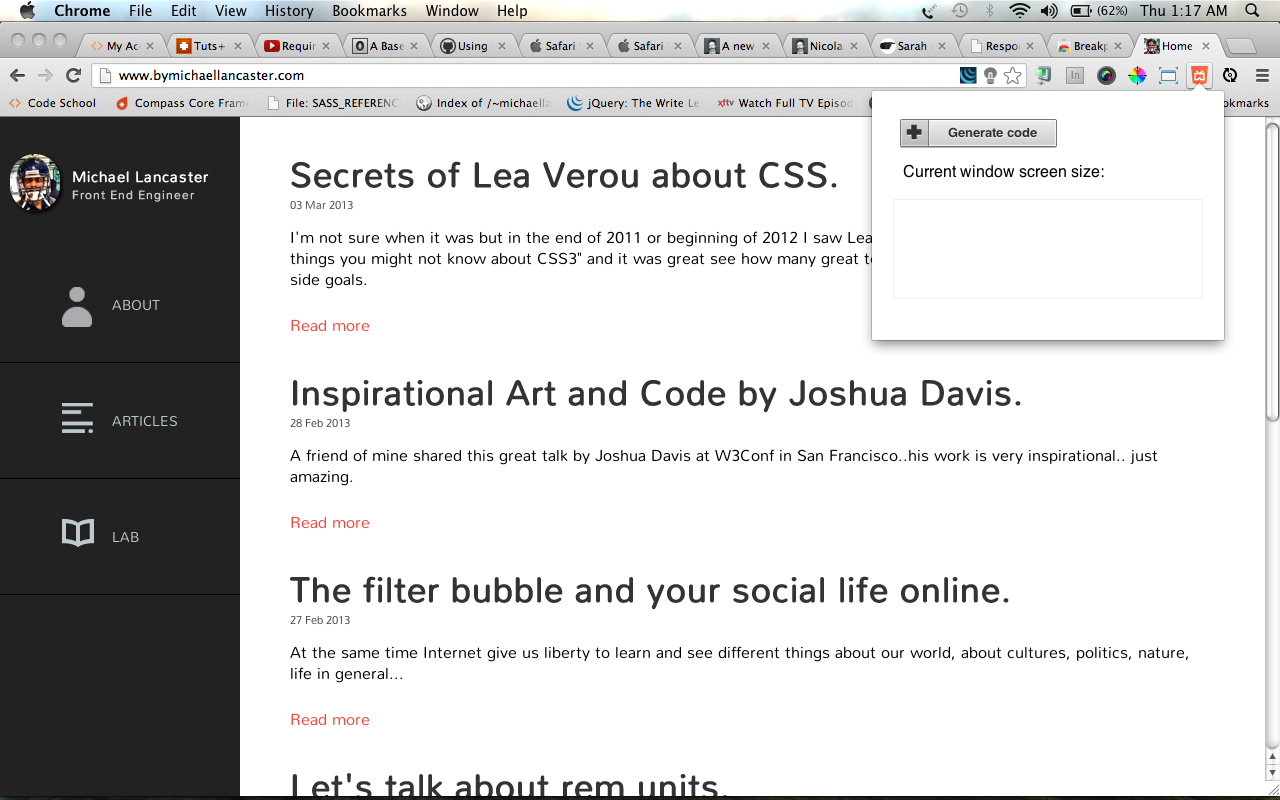 Chrome File Edit View History Bookmarks Window Help (62%) Thu 1:17 AM
My Ac Tuts+ Requir A Base Using Safari Safari A new Nicola Sarah Respo Breakp Home
www.bymichaellancaster.com
Code School Compass Core Fram File: SASS_REFERENC Index of /~michaella jQuery: The Write Le xftv Watch Full TV Episod okmarks
Generate code
Current window screen size:
Michael Lancaster
Front End Engineer
ABOUT
ARTICLES
LAB
Secrets of Lea Verou about CSS.
03 Mar 2013
I'm not sure when it was but in the end of 2011 or beginning of 2012 I saw Lea
things you might not know about CSS3" and it was great see how many great t
side goals.
Read more
Inspirational Art and Code by Joshua Davis.
28 Feb 2013
A friend of mine shared this great talk by Joshua Davis at W3Conf in San Francisco..his work is very inspirational.. just
amazing.
Read more
The filter bubble and your social life online.
27 Feb 2013
At the same time Internet give us liberty to learn and see different things about our world, about cultures, politics, nature,
life in general...
Read more
Let's talk about rem units.